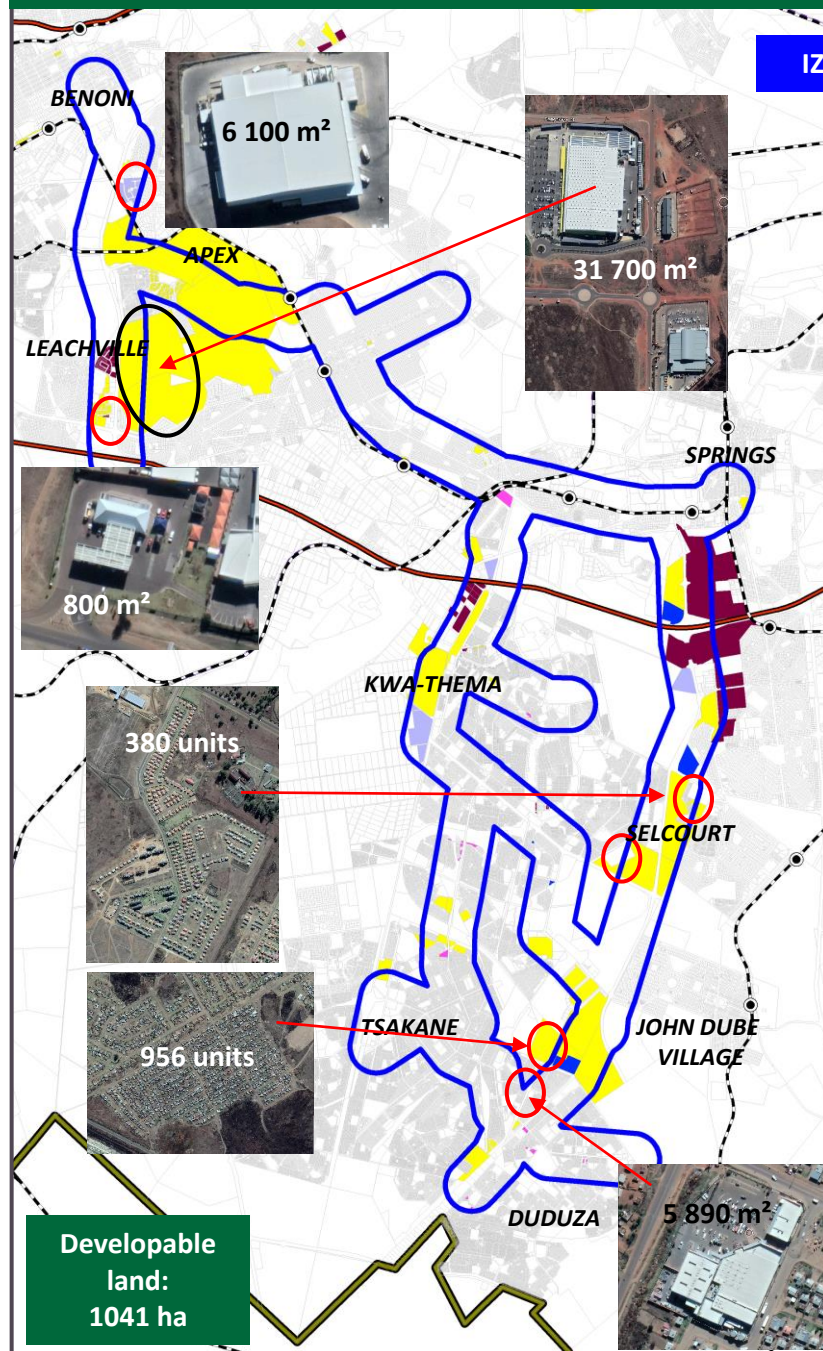 IZ
BENONI
6 100 m²
31 700 m²
APEX
LEACHVILLE
SPRINGS
800 m²
KWA-THEMA
380 units
SELCOURT
TSAKANE
JOHN DUBE
VILLAGE
956 units
5 890 m²
DUDUZA
Developable
land:
1041 ha